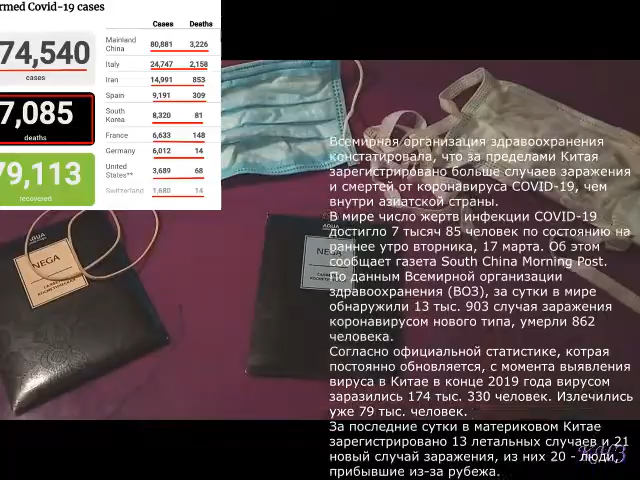 rmed Covid-19 cases
Cases Deaths
Mainland China 80,881 3,226
Italy 24,747 2,158
Iran 14,991 853
Spain 9,191 309
South Korea 8,320 81
France 6,633 148
Germany 6,012 14
United States** 3,689 68
Switzerland 1,680 14
74,540
cases
7,085
deaths
79,113
recovered
Всемирная организация здравоохранения
констатировала, что за пределами Китая
зарегистрировано больше случаев заражения
и смертей от коронавируса COVID-19, чем
внутри азиатской страны.
В мире число жертв инфекции COVID-19
достигло 7 тысяч 85 человек по состоянию на
раннее утро вторника, 17 марта. Об этом
сообщает газета South China Morning Post.
По данным Всемирной организации
здравоохранения (ВОЗ), за сутки в мире
обнаружили 13 тыс. 903 случая заражения
коронавирусом нового типа, умерли 862
человека.
Согласно официальной статистике, котрая
постоянно обновляется, с момента выявления
вируса в Китае в конце 2019 года вирусом
заразились 174 тыс. 330 человек. Излечились
уже 79 тыс. человек.
За последние сутки в материковом Китае
зарегистрировано 13 летальных случаев и 21
новый случай заражения, из них 20 - люди,
прибывшие из-за рубежа.
NEGA
NEGA